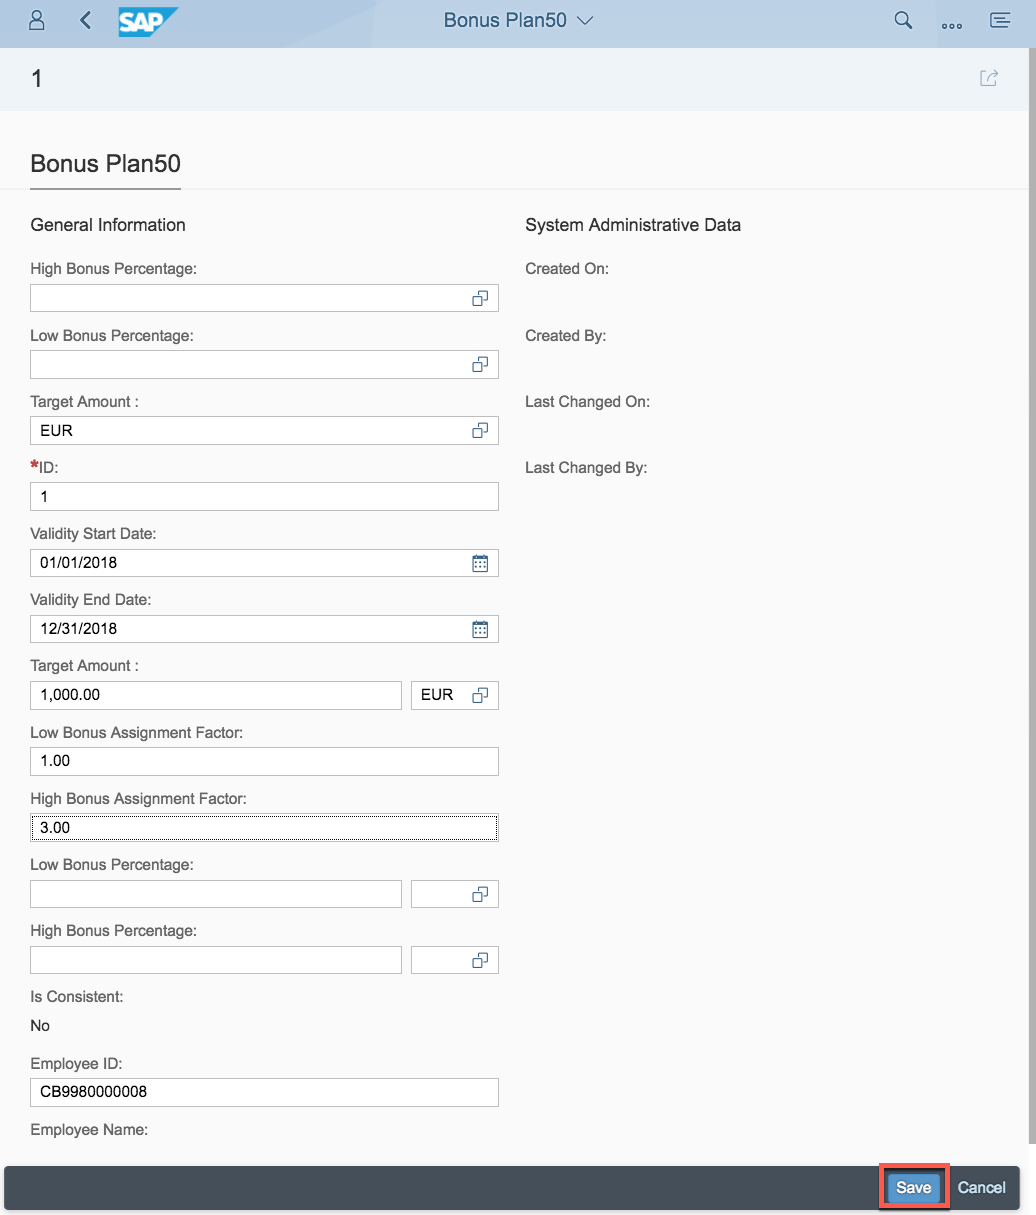 SAP
Bonus Plan50
1
Bonus Plan50
General Information
High Bonus Percentage:
Low Bonus Percentage:
Target Amount :
EUR
*ID:
1
Validity Start Date:
01/01/2018
Validity End Date:
12/31/2018
Target Amount :
1,000.00 EUR
Low Bonus Assignment Factor:
1.00
High Bonus Assignment Factor:
3.00
Low Bonus Percentage:
High Bonus Percentage:
Is Consistent:
No
Employee ID:
CB9980000008
Employee Name:
System Administrative Data
Created On:
Created By:
Last Changed On:
Last Changed By:
Save Cancel